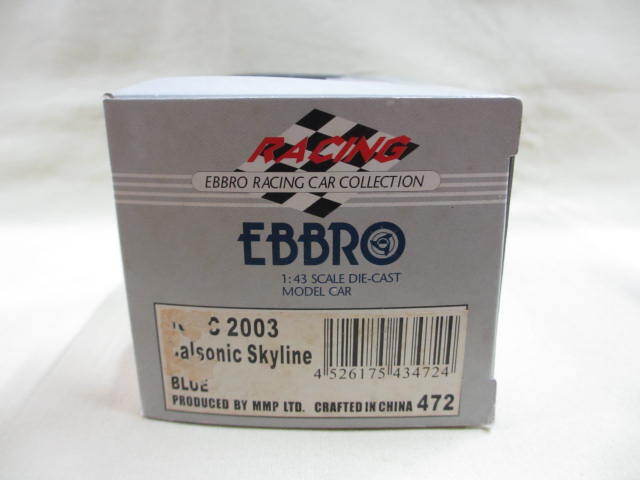 RACING
EBBRO RACING CAR COLLECTION
EBBRO
1:43 SCALE DIE-CAST
MODEL CAR
2003
Skyline
4 526175 434724
BLUE
PRODUCED BY MMP LTD. CRAFTED IN CHINA 472